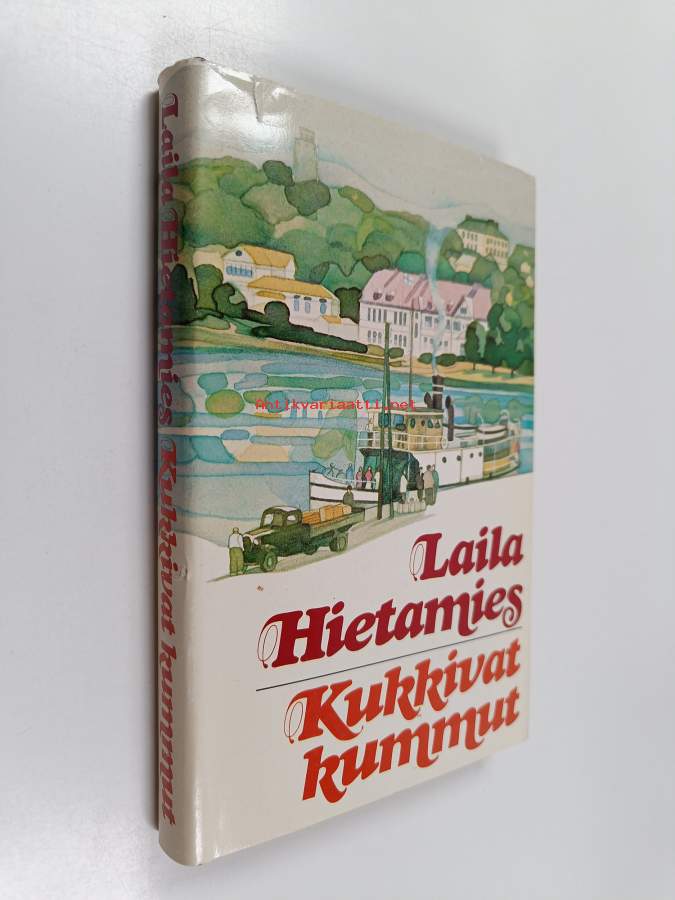 Laila Hietamies Kukkivat kummut
Antikvariaatti.net
Laila
Hietamies
Kukkivat
kummut